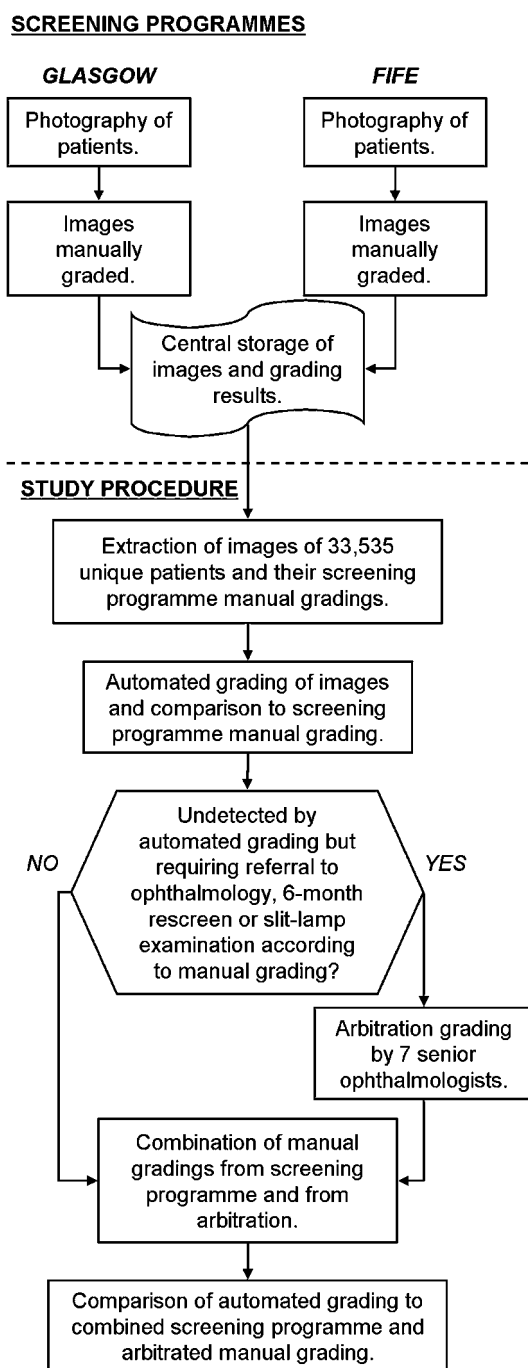 SCREENING PROGRAMMES
GLASGOW
FIFE
Photography of
patients.
Photography of
patients.
Images
manually
graded.
Images
manually
graded.
Central storage of
images and grading
results.
STUDY PROCEDURE
Extraction of images of 33,535
unique patients and their screening
programme manual gradings.
Automated grading of images
and comparison to screening
programme manual grading.
Undetected by
automated grading but
requiring referral to
ophthalmology, 6-month
rescreen or slit-lamp
examination according
to manual grading?
NO
YES
Arbitration grading
by 7 senior
ophthalmologists.
Combination of manual
gradings from screening
programme and from
arbitration.
Comparison of automated grading to
combined screening programme and
arbitrated manual grading.